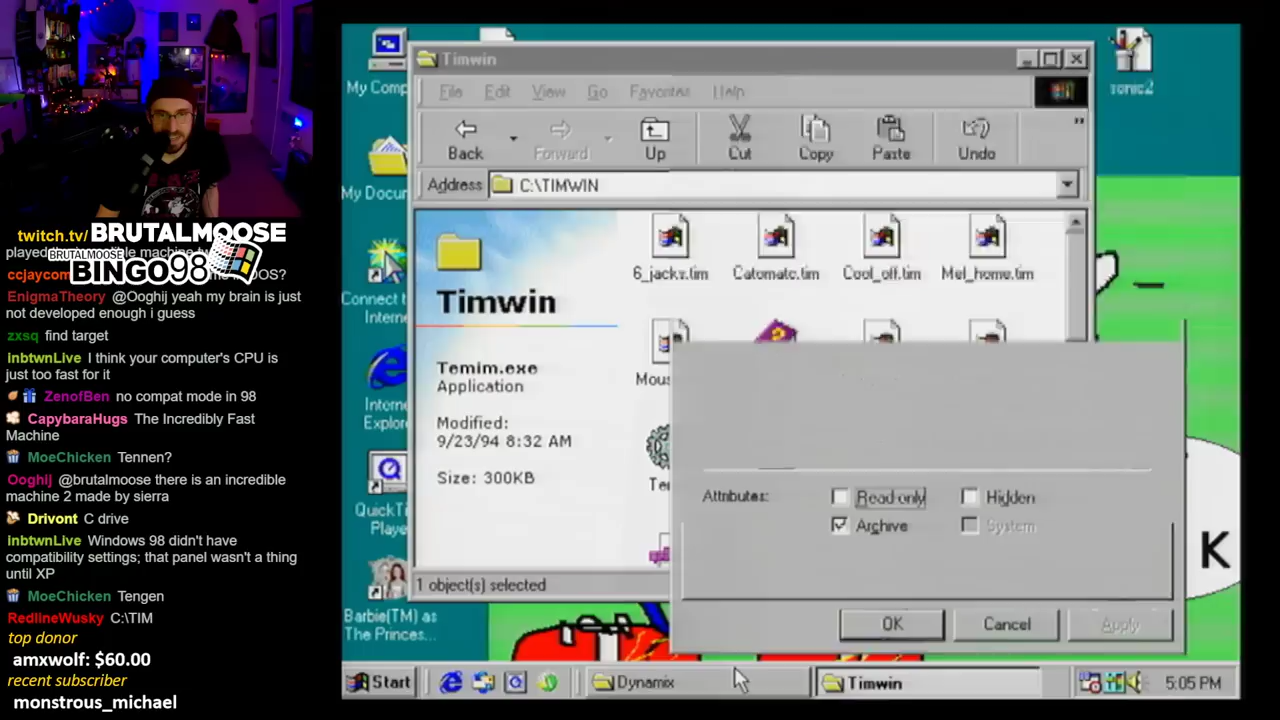 twitch.tv/BRUTALMOOSE
BRUTALMOOSE
BINGO98
EnigmaTheory @Ooghij yeah my brain is just
not developed enough i guess
zxsq find target
inbtwnLive I think your computer's CPU is
just too fast for it
ZenofBen no compat mode in 98
CapybaraHugs The Incredibly Fast
Machine
MoeChicken Tennen?
Ooghij @brutalmoose there is an incredible
machine 2 made by sierra
Drivont C drive
inbtwnLive Windows 98 didn't have
compatibility settings; that panel wasn't a thing
until XP
MoeChicken Tengen
RedlineWusky C:\TIM
top donor
amxwolf: $60.00
recent subscriber
monstrous_michael
My Comp
My Docum
Connect t
Interne
Intern
Explor
QuickTi
Playe
Barbie(TM) as
The Princes...
Timwin
File Edit View Go Favorites Help
Back Forward Up Cut Copy Paste Undo
Address C:\TIMWIN
Timwin
Temim.exe
Application
Modified:
9/23/94 8:32 AM
Size: 300KB
6_jacks.tim Catomatc.tim Cool_off.tim Mel_home.tim
Mous
Te
1 object(s) selected
Attributes: Read-only Hidden
Archive System
OK Cancel Apply
K
Start Dynamix Timwin 5:05 PM